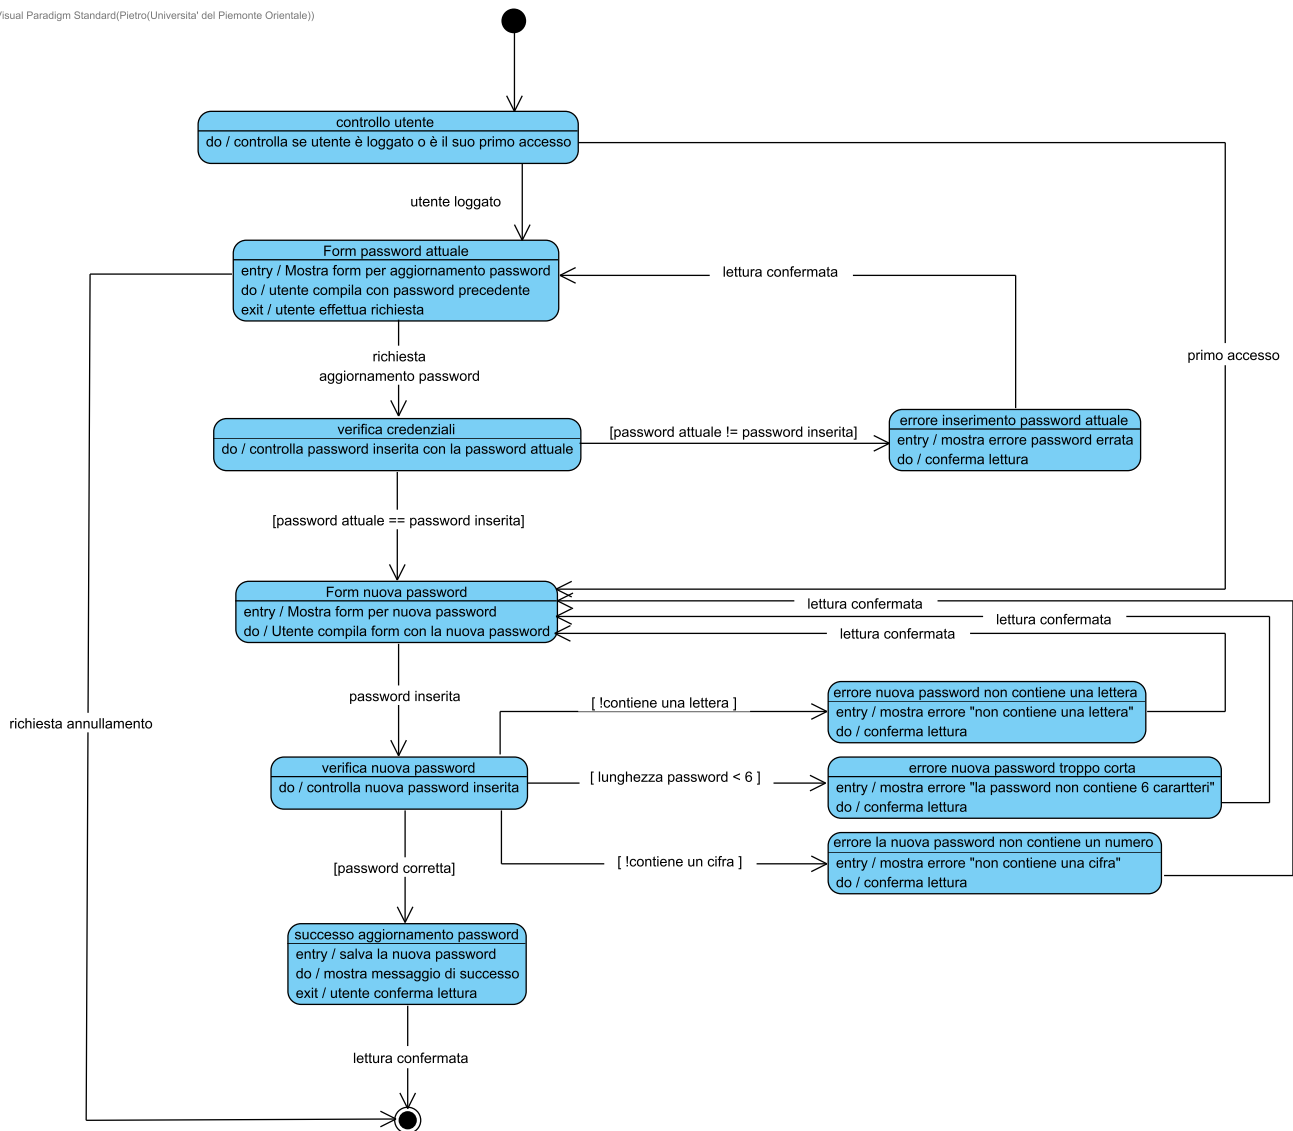 Visual Paradigm Standard(Pietro(Universita' del Piemonte Orientale))
controllo utente
do / controlla se utente è loggato o è il suo primo accesso
utente loggato
Form password attuale
entry / Mostra form per aggiornamento password
do / utente compila con password precedente
exit / utente effettua richiesta
lettura confermata
primo accesso
richiesta
aggiornamento password
verifica credenziali
do / controlla password inserita con la password attuale
[password attuale != password inserita]
errore inserimento password attuale
entry / mostra errore password errata
do / conferma lettura
[password attuale == password inserita]
Form nuova password
entry / Mostra form per nuova password
do / Utente compila form con la nuova password
lettura confermata
lettura confermata
lettura confermata
password inserita
richiesta annullamento
[ !contiene una lettera ]
errore nuova password non contiene una lettera
entry / mostra errore "non contiene una lettera"
do / conferma lettura
verifica nuova password
do / controlla nuova password inserita
[ lunghezza password < 6 ]
errore nuova password troppo corta
entry / mostra errore "la password non contiene 6 carartteri"
do / conferma lettura
[ !contiene un cifra ]
errore la nuova password non contiene un numero
entry / mostra errore "non contiene una cifra"
do / conferma lettura
[password corretta]
successo aggiornamento password
entry / salva la nuova password
do / mostra messaggio di successo
exit / utente conferma lettura
lettura confermata